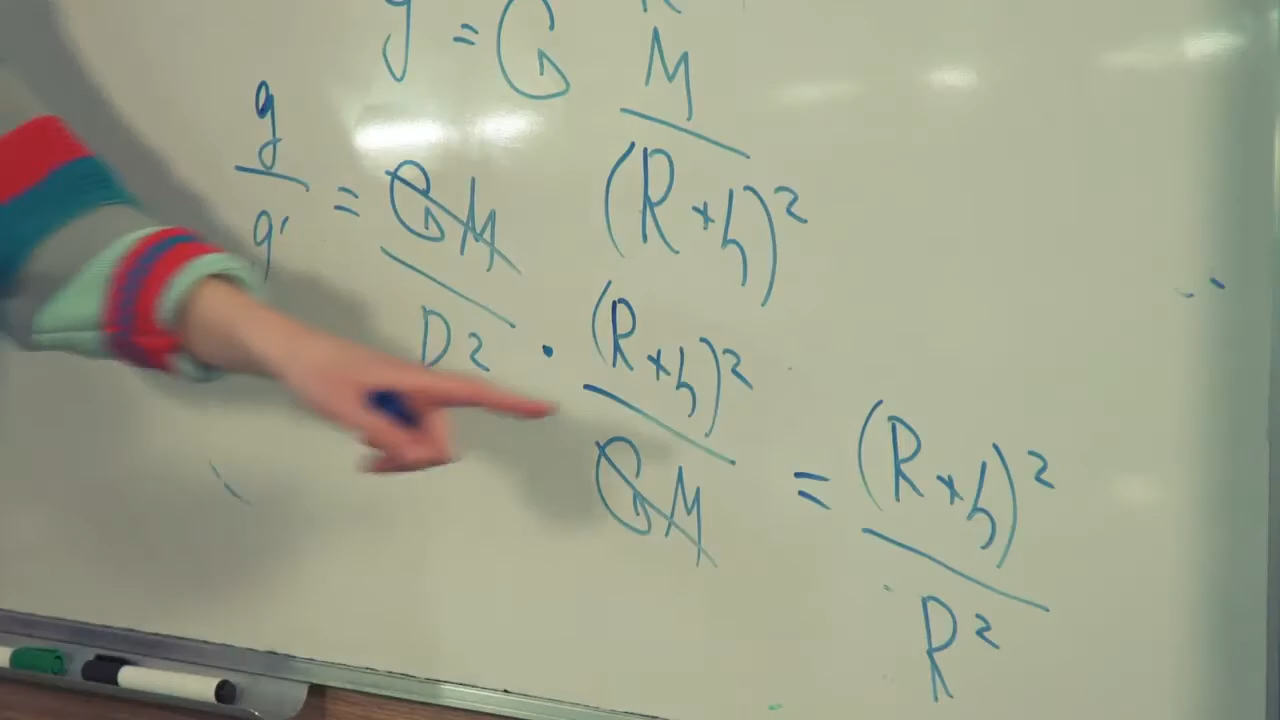 g = G M / (R+h)²
g / g' = GM / R² · (R+h)² / GM = (R+h)² / R²